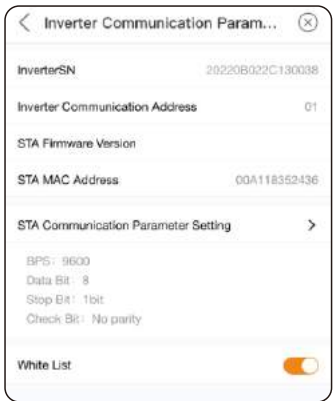 Inverter Communication Param...
InverterSN 20220B022C130038
Inverter Communication Address 01
STA Firmware Version
STA MAC Address 00A118352436
STA Communication Parameter Setting
BPS: 9600
Data Bit: 8
Stop Bit: 1bit
Check Bit: No parity
White List